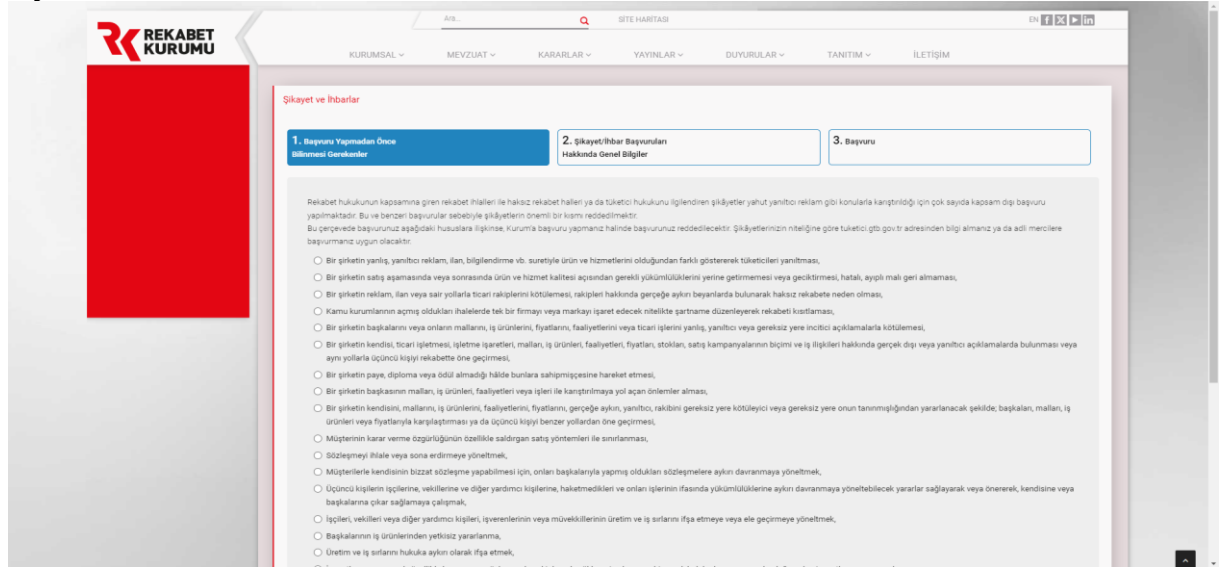 Ara...
SİTE HARİTASI
EN
REKABET
KURUMU
KURUMSAL
MEVZUAT
KARARLAR
YAYINLAR
DUYURULAR
TANITIM
İLETİŞİM
Şikayet ve İhbarlar
1. Başvuru Yapmadan Önce
Bilinmesi Gerekenler
2. Şikayet/İhbar Başvuruları
Hakkında Genel Bilgiler
3. Başvuru
Rekabet hukukunun kapsamına giren rekabet ihlalleri ile haksız rekabet halleri ya da tüketici hukukunu ilgilendiren şikâyetler yahut yanıltıcı reklam gibi konularla karıştırıldığı için çok sayıda kapsam dışı başvuru
yapılmaktadır. Bu ve benzeri başvurular sebebiyle şikâyetlerin önemli bir kısmı reddedilmektir.
Bu çerçevede başvurunuz aşağıdaki hususlara ilişkinse, Kurum'a başvuru yapmanız halinde başvurunuz reddedilecektir. Şikâyetlerinizin niteliğine göre tuketici.gtb.gov.tr adresinden bilgi almanız ya da adli mercilere
başvurmanız uygun olacaktır.
Bir şirketin yanlış, yanıltıcı reklam, ilan, bilgilendirme vb. suretiyle ürün ve hizmetlerini olduğundan farklı göstererek tüketicileri yanıltması,
Bir şirketin satış aşamasında veya sonrasında ürün ve hizmet kalitesi açısından gerekli yükümlülüklerini yerine getirmemesi veya geciktirmesi, hatalı, ayıplı malı geri almaması,
Bir şirketin reklam, ilan veya sair yollarla ticari rakiplerini kötülemesi, rakipleri hakkında gerçeğe aykırı beyanlarda bulunarak haksız rekabete neden olması,
Kamu kurumlarının açmış oldukları ihalelerde tek bir firmayı veya markayı işaret edecek nitelikte şartname düzenleyerek rekabeti kısıtlaması,
Bir şirketin başkalarını veya onların mallarını, iş ürünlerini, fiyatlarını, faaliyetlerini veya ticari işlerini yanlış, yanıltıcı veya gereksiz yere incitici açıklamalarla kötülemesi,
Bir şirketin kendisi, ticari işletmesi, işletme işaretleri, malları, iş ürünleri, faaliyetleri, fiyatları, stokları, satış kampanyalarının biçimi ve iş ilişkileri hakkında gerçek dışı veya yanıltıcı açıklamalarda bulunması veya
aynı yollarla üçüncü kişiyi rekabette öne geçirmesi,
Bir şirketin paye, diploma veya ödül almadığı hâlde bunlara sahipmişçesine hareket etmesi,
Bir şirketin başkasının malları, iş ürünleri, faaliyetleri veya işleri ile karıştırılmaya yol açan önlemler alması,
Bir şirketin kendisini, mallarını, iş ürünlerini, faaliyetlerini, fiyatlarını, gerçeğe aykırı, yanıltıcı, rakibini gereksiz yere kötüleyici veya gereksiz yere onun tanınmışlığından yararlanacak şekilde; başkaları, malları, iş
ürünleri veya fiyatlarıyla karşılaştırması ya da üçüncü kişiyi benzer yollardan öne geçirmesi,
Müşterinin karar verme özgürlüğünün özellikle saldırgan satış yöntemleri ile sınırlanması,
Sözleşmeyi ihlale veya sona erdirmeye yöneltmek,
Müşterilerle kendisinin bizzat sözleşme yapabilmesi için, onları başkalarıyla yapmış oldukları sözleşmelere aykırı davranmaya yöneltmek,
Üçüncü kişilerin işçilerine, vekillerine ve diğer yardımcı kişilerine, haketmedikleri ve onları işlerinin ifasında yükümlülüklerine aykırı davranmaya yöneltebilecek yararlar sağlayarak veya önererek, kendisine veya
başkalarına çıkar sağlamaya çalışmak,
İşçileri, vekilleri veya diğer yardımcı kişileri, işverenlerinin veya müvekkillerinin üretim ve iş sırlarını ifşa etmeye veya ele geçirmeye yöneltmek,
Başkalarının iş ürünlerinden yetkisiz yararlanma,
Üretim ve iş sırlarını hukuka aykırı olarak ifşa etmek,